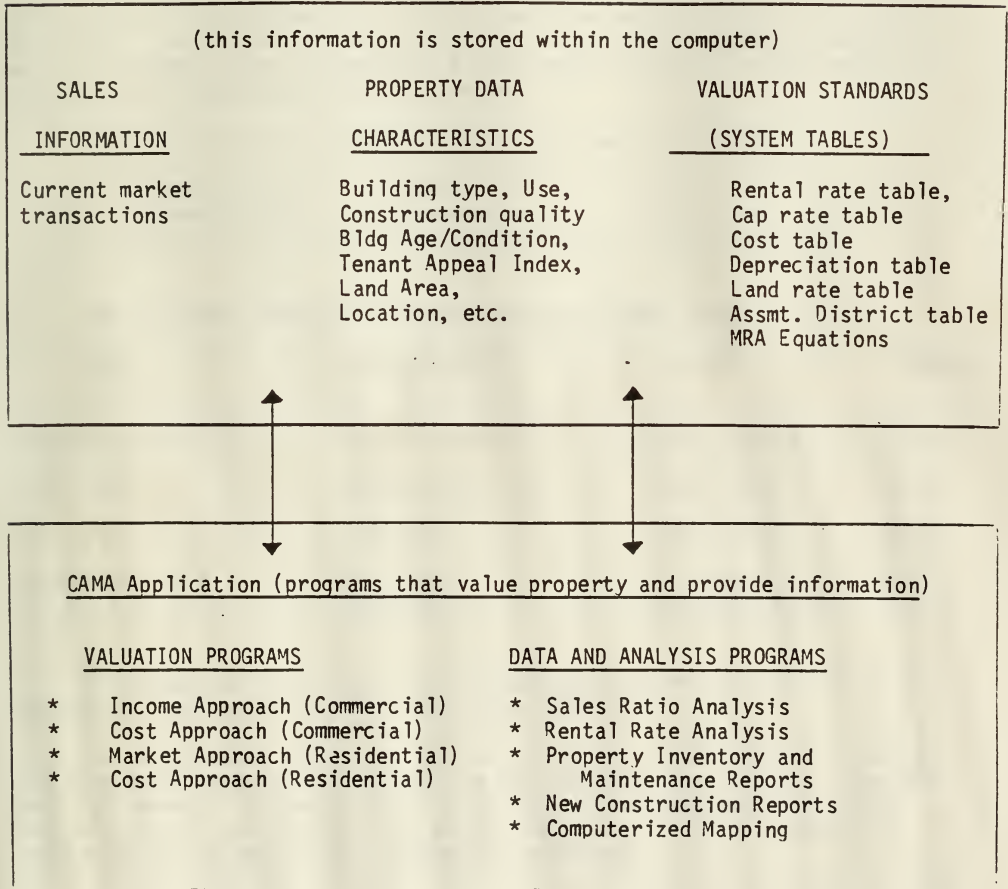 (this information is stored within the computer)
SALES
INFORMATION
Current market
transactions
PROPERTY DATA
CHARACTERISTICS
Building type, Use,
Construction quality
Bldg Age/Condition,
Tenant Appeal Index,
Land Area,
Location, etc.
VALUATION STANDARDS
(SYSTEM TABLES)
Rental rate table,
Cap rate table
Cost table
Depreciation table
Land rate table
Assmt. District table
MRA Equations
CAMA Application (programs that value property and provide information)
VALUATION PROGRAMS
* Income Approach (Commercial)
* Cost Approach (Commercial)
* Market Approach (Residential)
* Cost Approach (Residential)
DATA AND ANALYSIS PROGRAMS
* Sales Ratio Analysis
* Rental Rate Analysis
* Property Inventory and
Maintenance Reports
* New Construction Reports
* Computerized Mapping